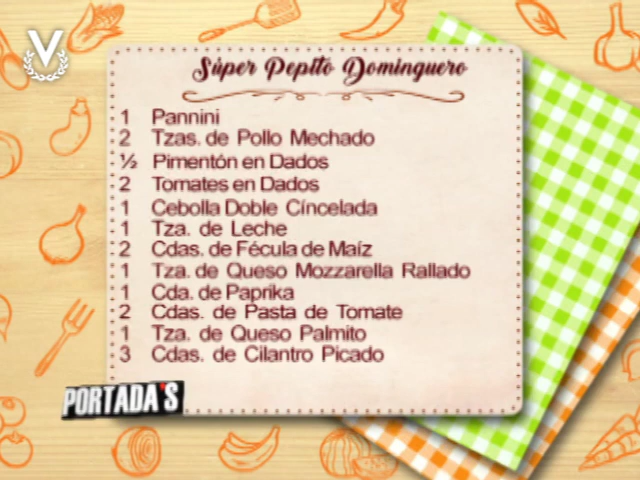 V
Súper Pepito Dominguero
1 Pannini
2 Tzas. de Pollo Mechado
½ Pimentón en Dados
2 Tomates en Dados
1 Cebolla Doble Cíncelada
1 Tza. de Leche
2 Cdas. de Fécula de Maíz
1 Tza. de Queso Mozzarella Rallado
1 Cda. de Paprika
2 Cdas. de Pasta de Tomate
1 Tza. de Queso Palmito
3 Cdas. de Cilantro Picado
PORTADA'S